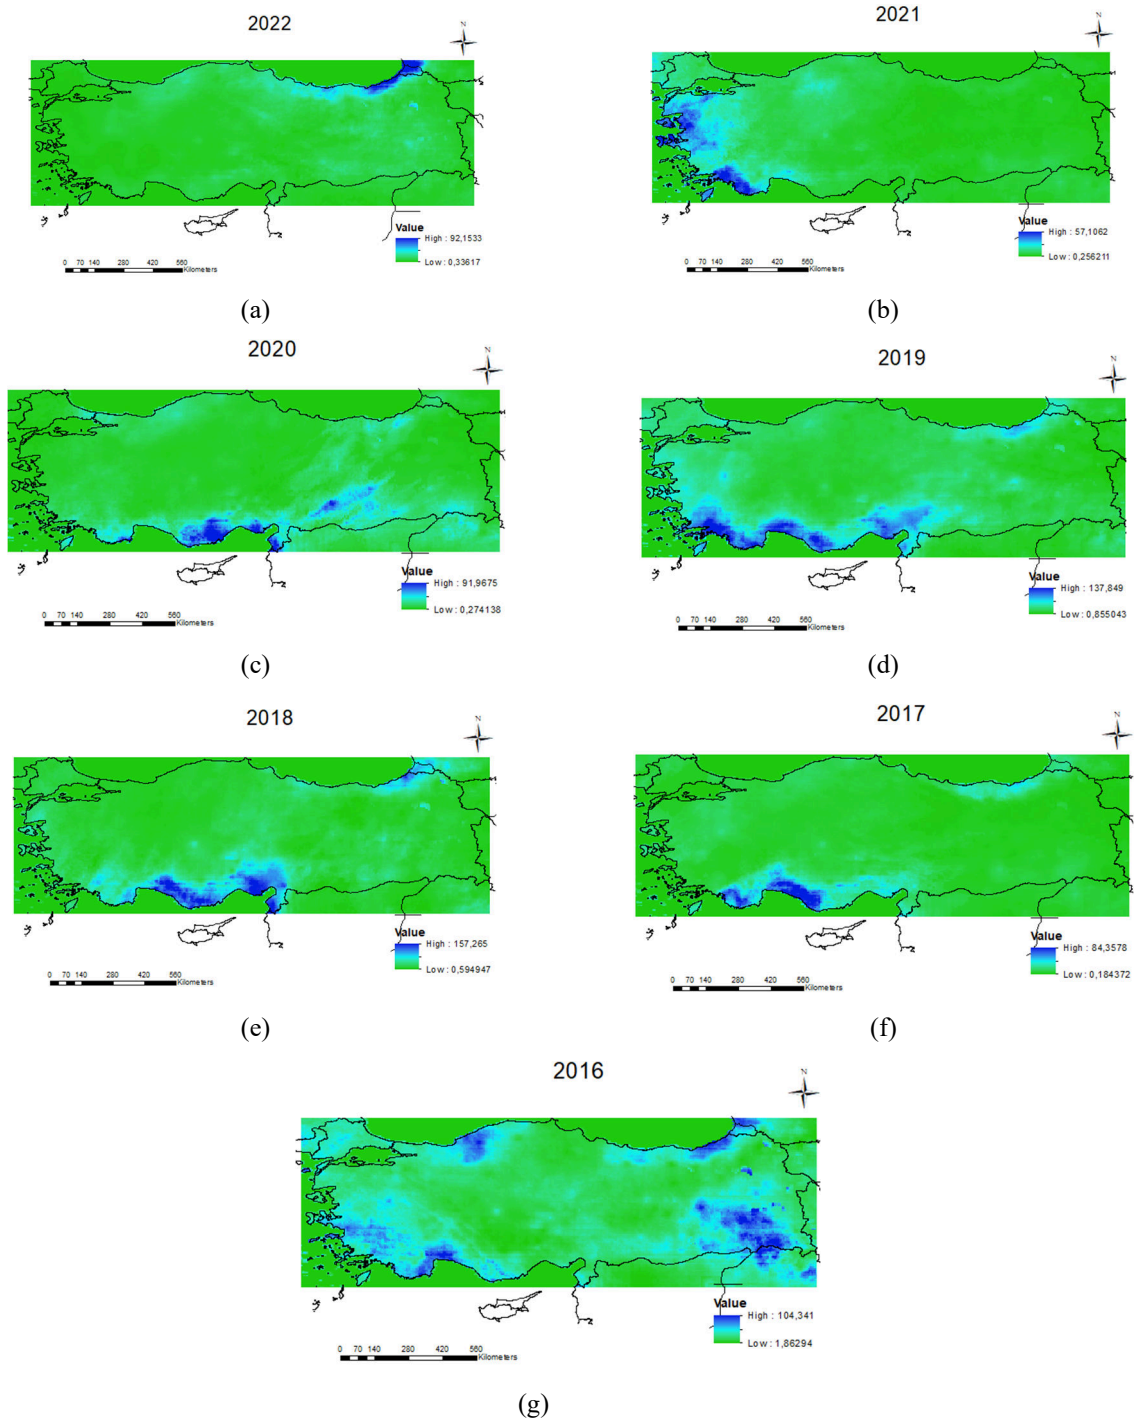 2022
N
Value
High : 92,1533
Low : 0,33617
0 70 140 280 420 560
Kilometers
(a)
2021
N
Value
High : 57,1062
Low : 0,256211
0 70 140 280 420 560
Kilometers
(b)
2020
N
Value
High : 91,9675
Low : 0,274138
0 70 140 280 420 560
Kilometers
(c)
2019
N
Value
High : 137,849
Low : 0,855043
0 70 140 280 420 560
Kilometers
(d)
2018
N
Value
High : 157,265
Low : 0,594947
0 70 140 280 420 560
Kilometers
(e)
2017
N
Value
High : 84,3578
Low : 0,184372
0 70 140 280 420 560
Kilometers
(f)
2016
N
Value
High : 104,341
Low : 1,86294
0 70 140 280 420 560
Kilometers
(g)